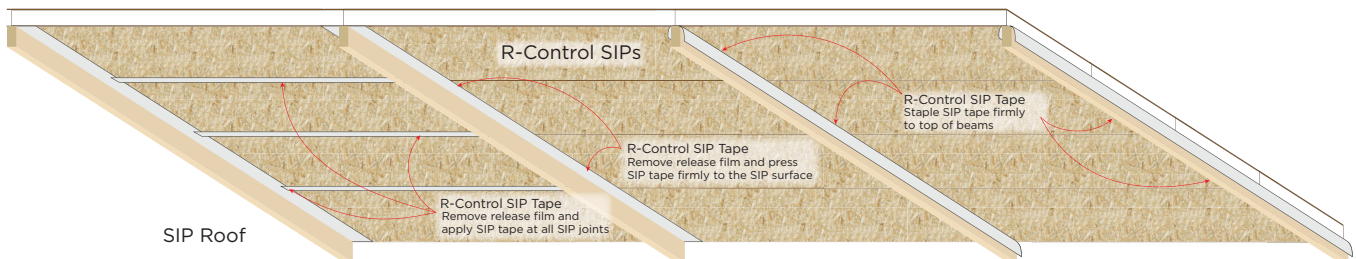 R-Control SIPs
R-Control SIP Tape
Staple SIP tape firmly
to top of beams
R-Control SIP Tape
Remove release film and press
SIP tape firmly to the SIP surface
R-Control SIP Tape
Remove release film and
apply SIP tape at all SIP joints
SIP Roof